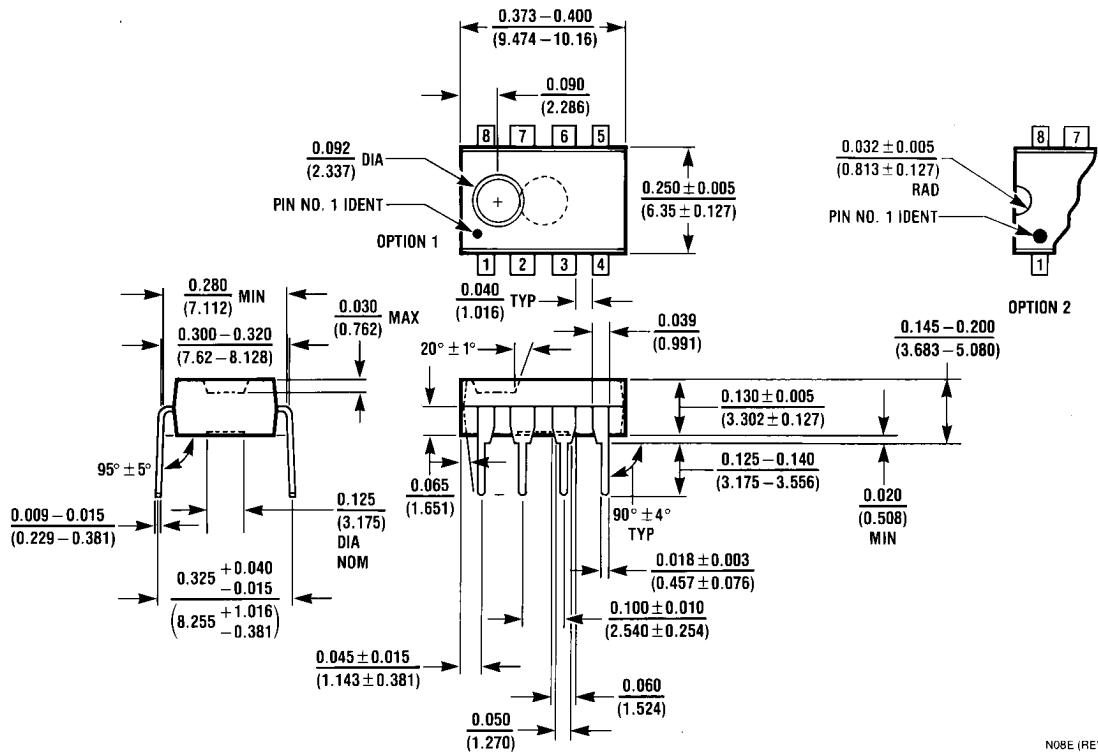 0.373 – 0.400
(9.474 – 10.16)
0.090
(2.286)
8 7 6 5
0.092 DIA
(2.337)
PIN NO. 1 IDENT
OPTION 1
+
1 2 3 4
0.250 ± 0.005
(6.35 ± 0.127)
8 7
0.032 ± 0.005
(0.813 ± 0.127)
RAD
PIN NO. 1 IDENT
1
OPTION 2
0.280 MIN
(7.112)
0.030 MAX
(0.762)
0.300 – 0.320
(7.62 – 8.128)
95° ± 5°
0.009 – 0.015
(0.229 – 0.381)
0.125
(3.175)
DIA
NOM
0.325 +0.040
–0.015
(8.255 +1.016
–0.381)
0.040 TYP
(1.016)
0.039
(0.991)
20° ± 1°
0.145 – 0.200
(3.683 – 5.080)
0.130 ± 0.005
(3.302 ± 0.127)
0.065
(1.651)
0.125 – 0.140
(3.175 – 3.556)
0.020
(0.508)
MIN
90° ± 4°
TYP
0.018 ± 0.003
(0.457 ± 0.076)
0.100 ± 0.010
(2.540 ± 0.254)
0.045 ± 0.015
(1.143 ± 0.381)
0.060
(1.524)
0.050
(1.270)
N08E (RE